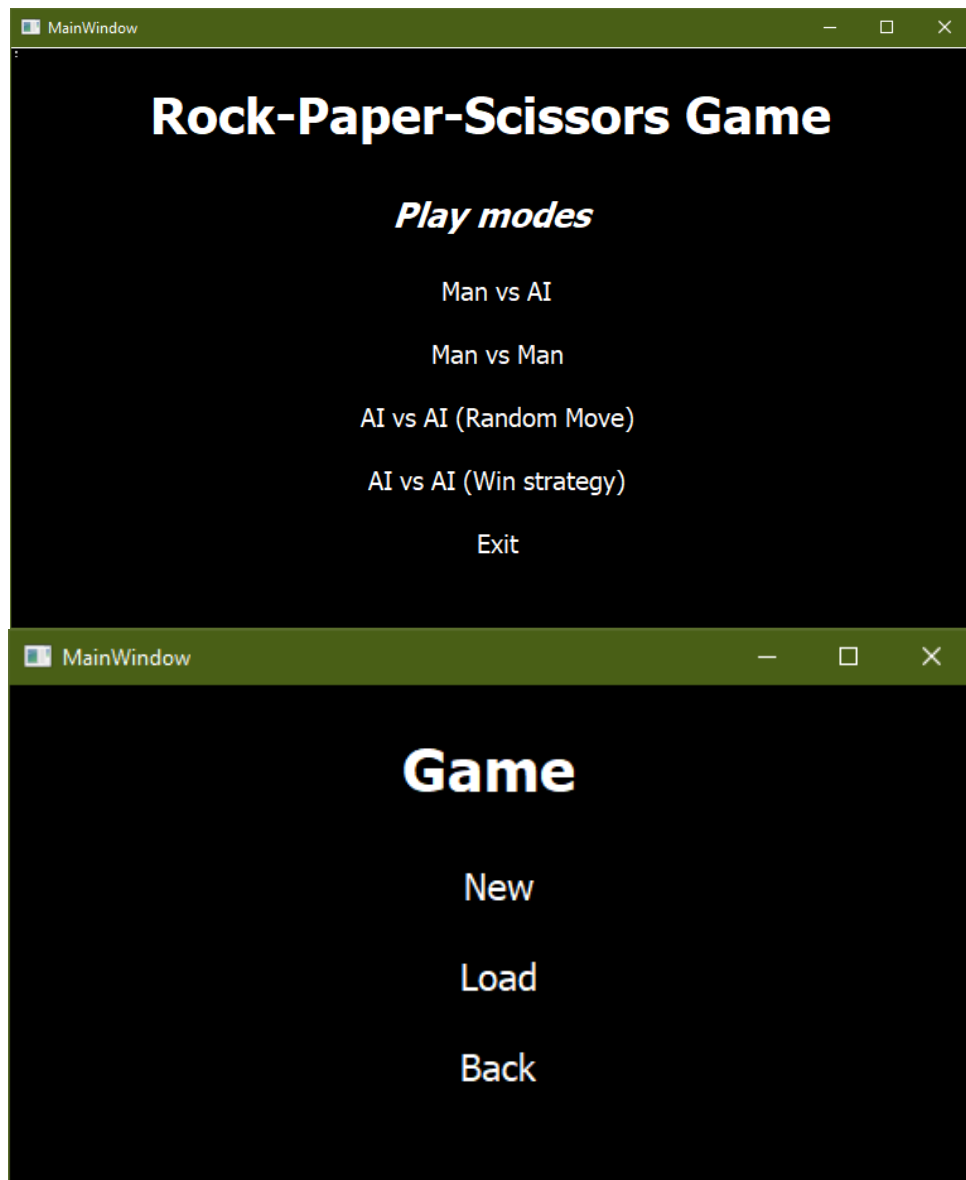 MainWindow
Rock-Paper-Scissors Game
Play modes
Man vs AI
Man vs Man
AI vs AI (Random Move)
AI vs AI (Win strategy)
Exit
MainWindow
Game
New
Load
Back